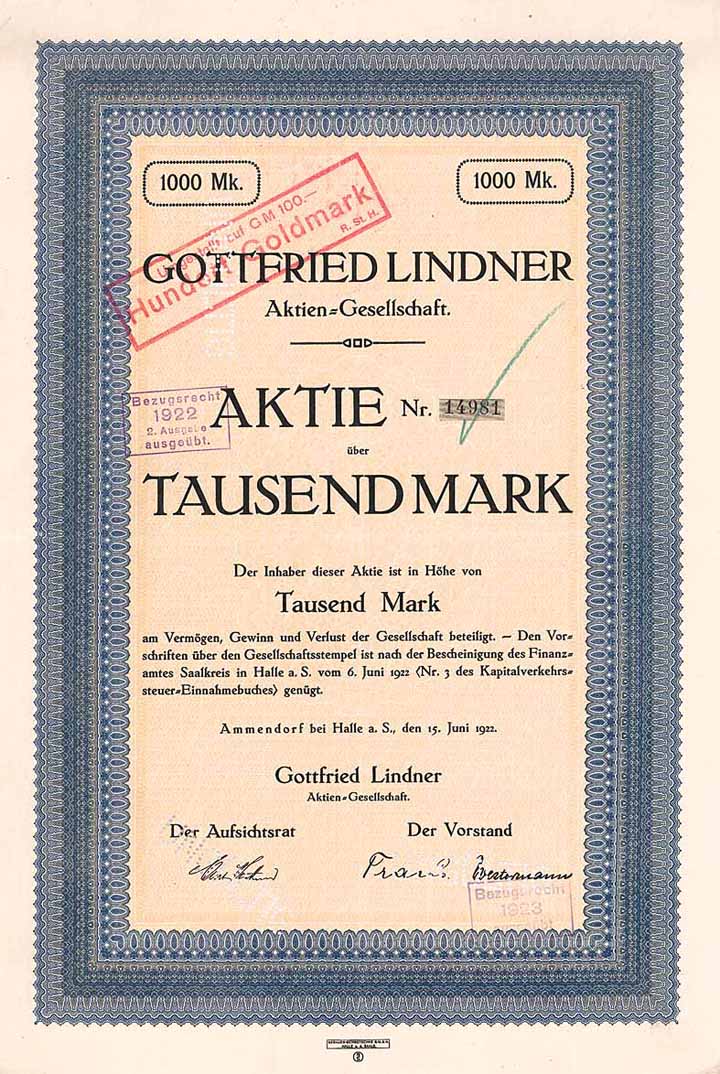 1000 Mk.
1000 Mk.
Umgestellt auf GM 100.—
Hundert Goldmark
R. St. H.
GOTTFRIED LINDNER
Aktien=Gesellschaft.
Bezugsrecht
1922
2. Ausgabe
ausgeübt.
AKTIE Nr. 14981
über
TAUSEND MARK
Der Inhaber dieser Aktie ist in Höhe von
Tausend Mark
am Vermögen, Gewinn und Verlust der Gesellschaft beteiligt. — Den Vor=
schriften über den Gesellschaftsstempel ist nach der Bescheinigung des Finanz=
amtes Saalkreis in Halle a. S. vom 6. Juni 1922 (Nr. 3 des Kapitalverkehrs=
steuer=Einnahmebuches) genügt.
Ammendorf bei Halle a. S., den 15. Juni 1922.
Gottfried Lindner
Aktien=Gesellschaft.
Der Aufsichtsrat
Der Vorstand
Westermann
Bezugsrecht
1923